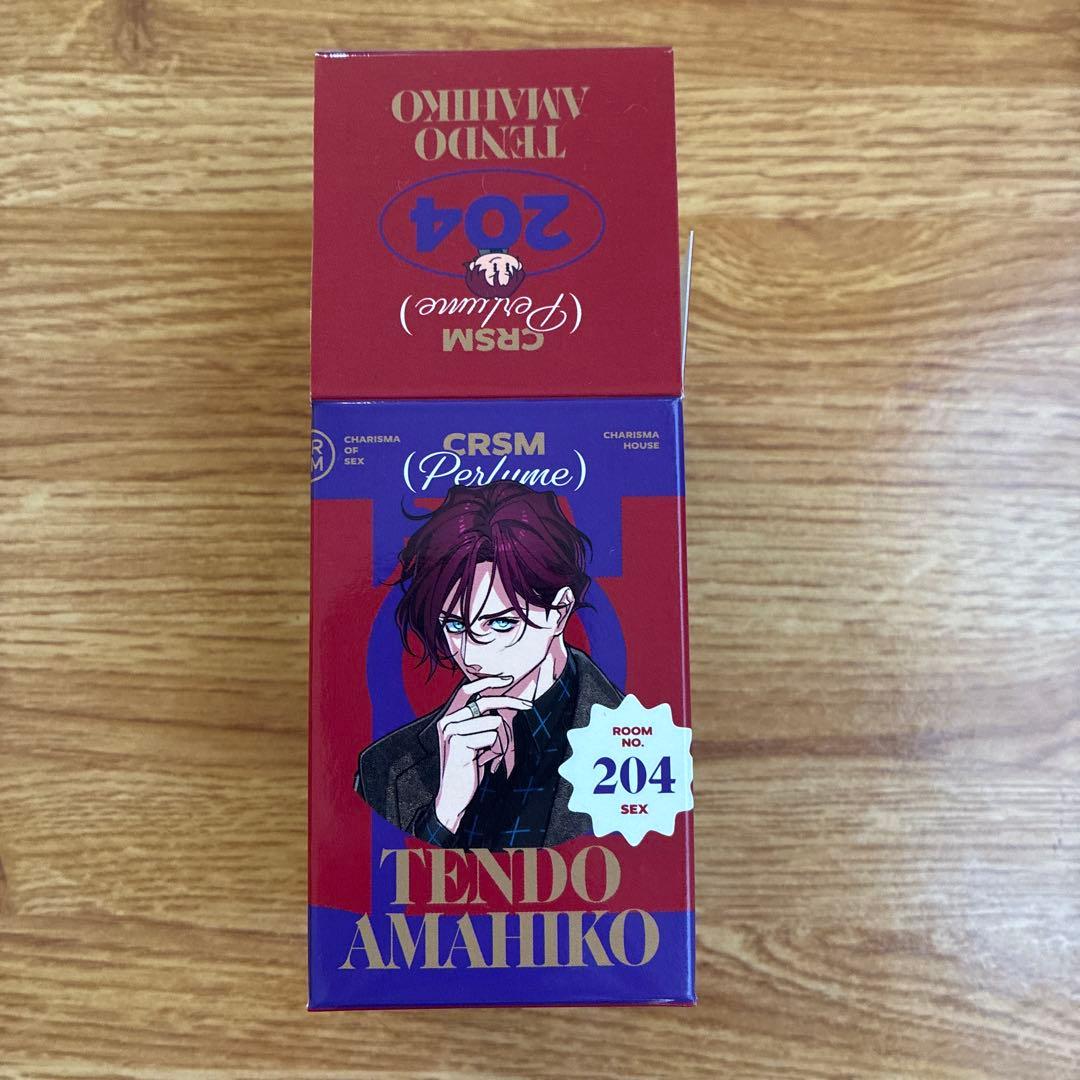 TENDO
AMAHIKO
204
(Perfume)
CRSM
R
M
CHARISMA
OF
SEX
CRSM
(Perfume)
CHARISMA
HOUSE
ROOM
NO.
204
SEX
TENDO
AMAHIKO